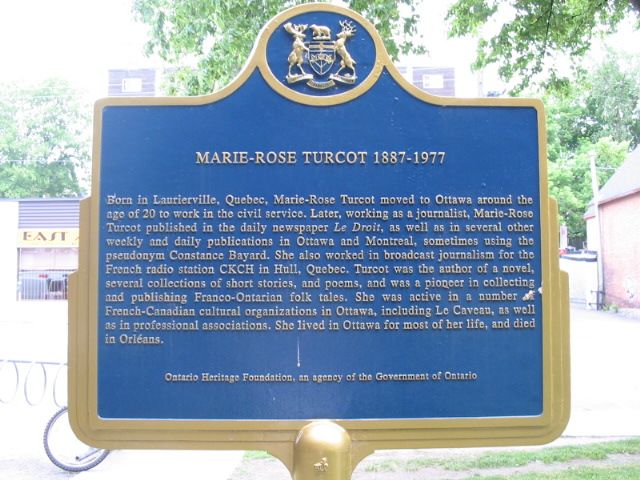 MARIE-ROSE TURCOT 1887-1977
Born in Laurierville, Quebec, Marie-Rose Turcot moved to Ottawa around the
age of 20 to work in the civil service. Later, working as a journalist, Marie-Rose
Turcot published in the daily newspaper Le Droit, as well as in several other
weekly and daily publications in Ottawa and Montreal, sometimes using the
pseudonym Constance Bayard. She also worked in broadcast journalism for the
French radio station CKCH in Hull, Quebec. Turcot was the author of a novel,
several collections of short stories, and poems, and was a pioneer in collecting
and publishing Franco-Ontarian folk tales. She was active in a number of
French-Canadian cultural organizations in Ottawa, including Le Caveau, as well
as in professional associations. She lived in Ottawa for most of her life, and died
in Orléans.
Ontario Heritage Foundation, an agency of the Government of Ontario
EAST